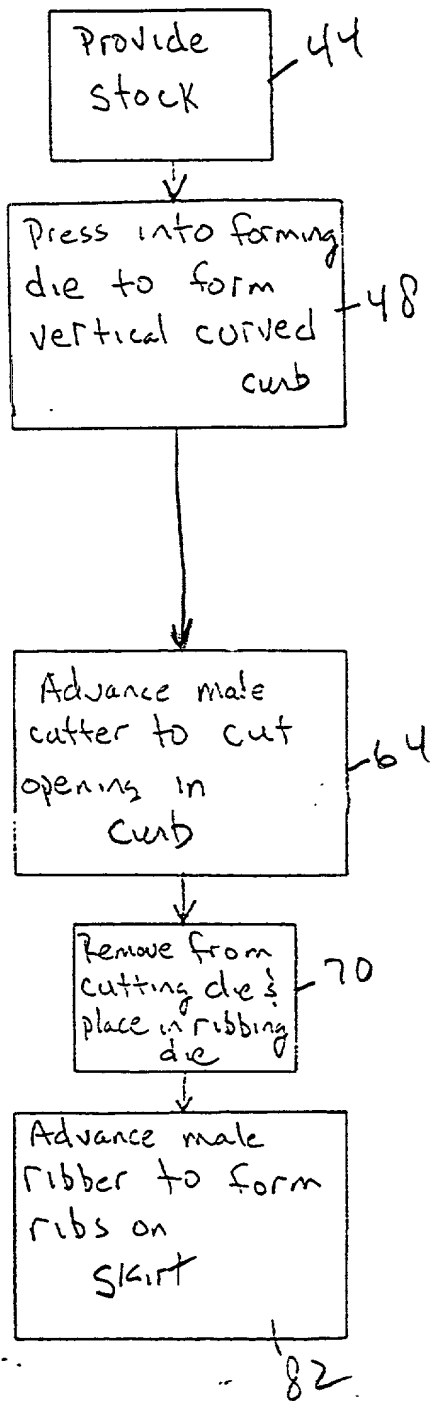 Provide
stock
44
Press into forming
die to form
vertical curved
curb
48
Advance male
cutter to cut
opening in
curb
64
Remove from
cutting die &
place in ribbing
die
70
Advance male
ribber to form
ribs on
skirt
82